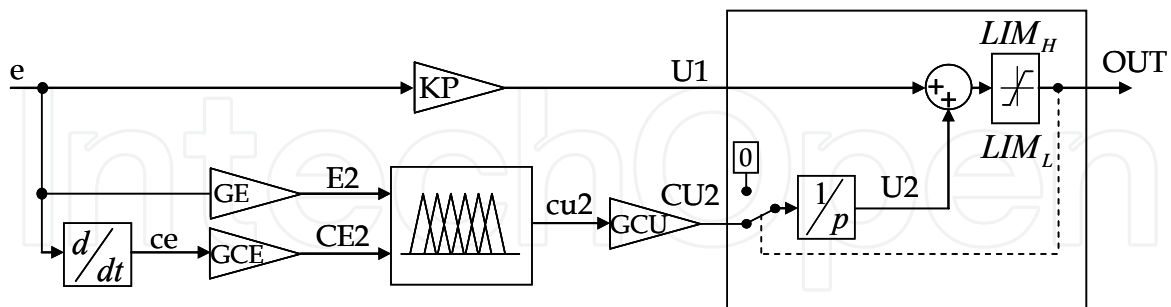 e
KP
U1
LIM_H
OUT
+
+
LIM_L
0
GE
E2
cu2
GCU
CU2
1/p
U2
d/dt
ce
GCE
CE2
IntechOpen